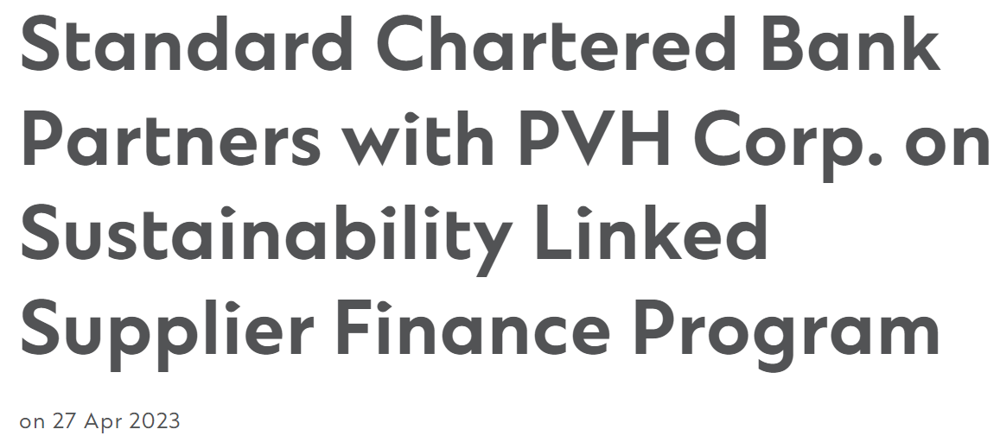 Standard Chartered Bank
Partners with PVH Corp. on
Sustainability Linked
Supplier Finance Program
on 27 Apr 2023